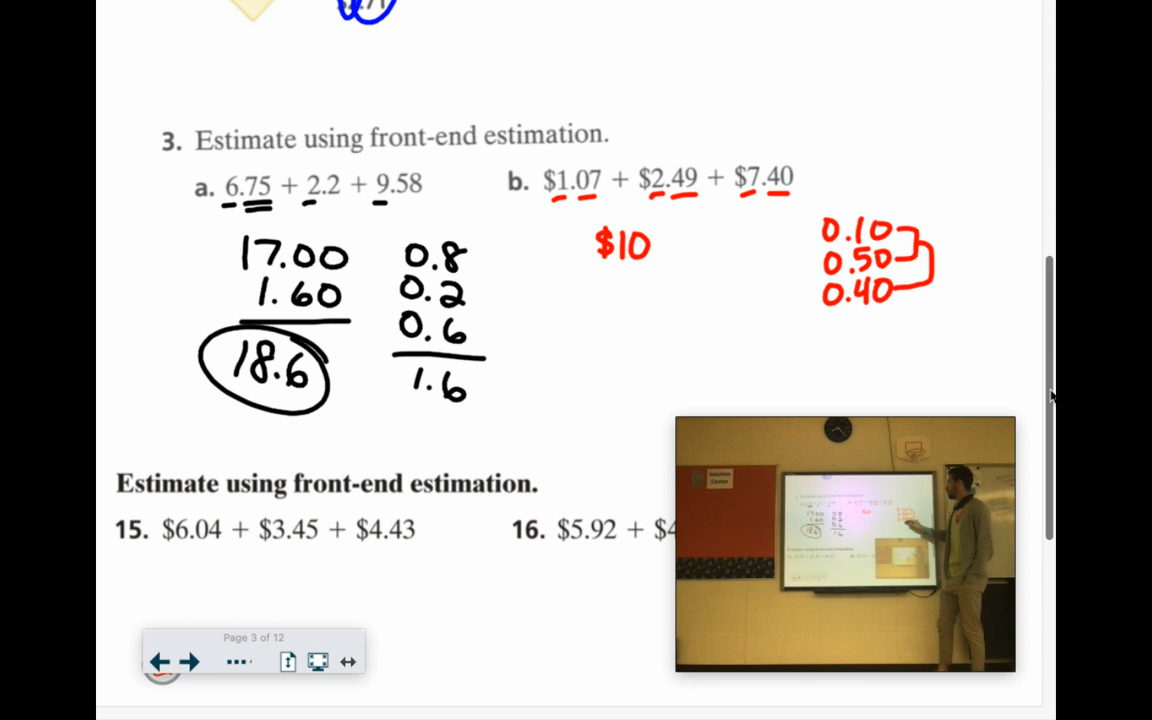 3. Estimate using front-end estimation.
a. 6.75 + 2.2 + 9.58
b. $1.07 + $2.49 + $7.40
17.00
1.60
18.6
0.8
0.2
0.6
1.6
$10
0.10
0.50
0.40
Estimate using front-end estimation.
15. $6.04 + $3.45 + $4.43
16. $5.92 + $4
Page 3 of 12